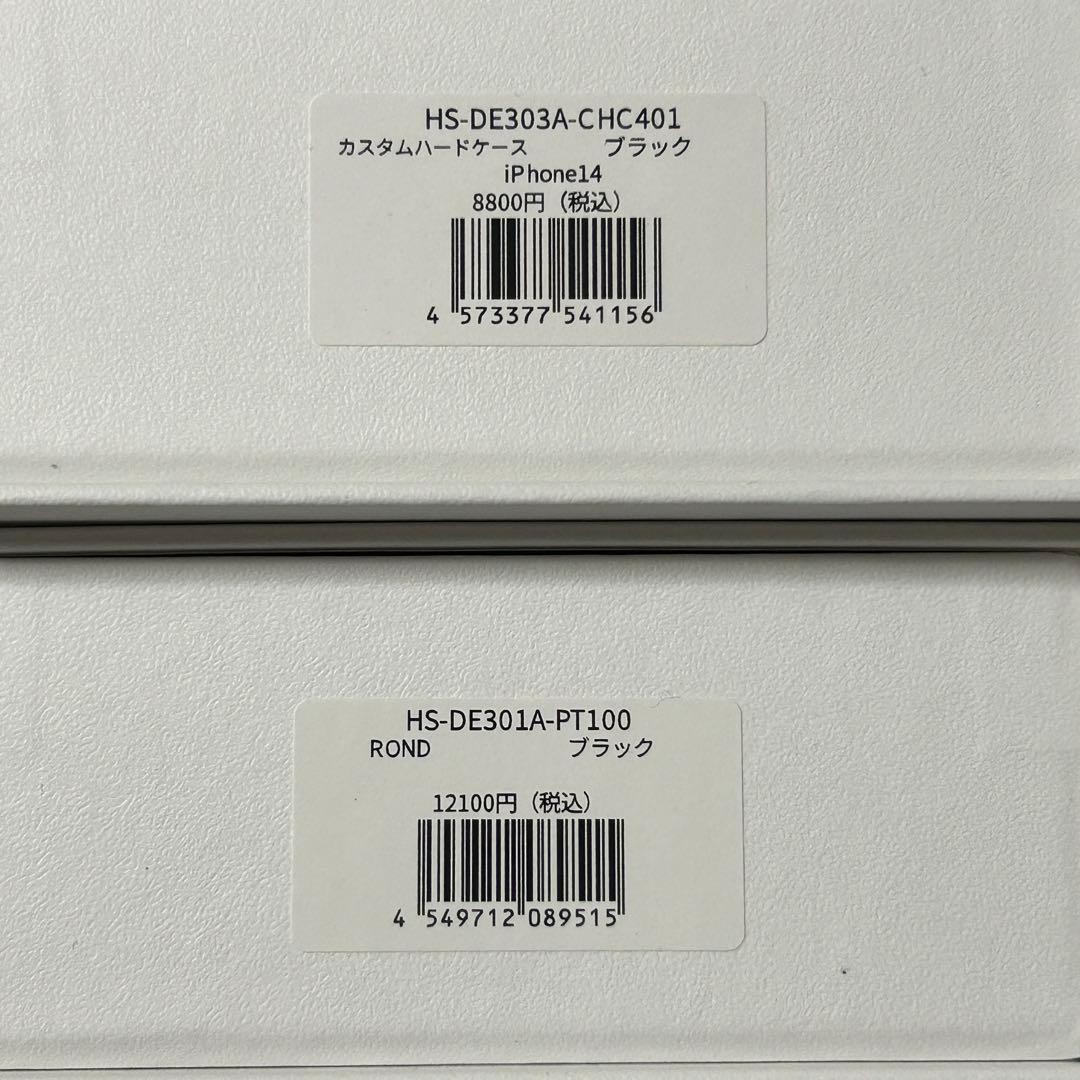 HS-DE303A-CHC401
カスタムハードケース ブラック
iPhone14
8800円（税込）
4 573377 541156
HS-DE301A-PT100
ROND ブラック
12100円（税込）
4 549712 089515